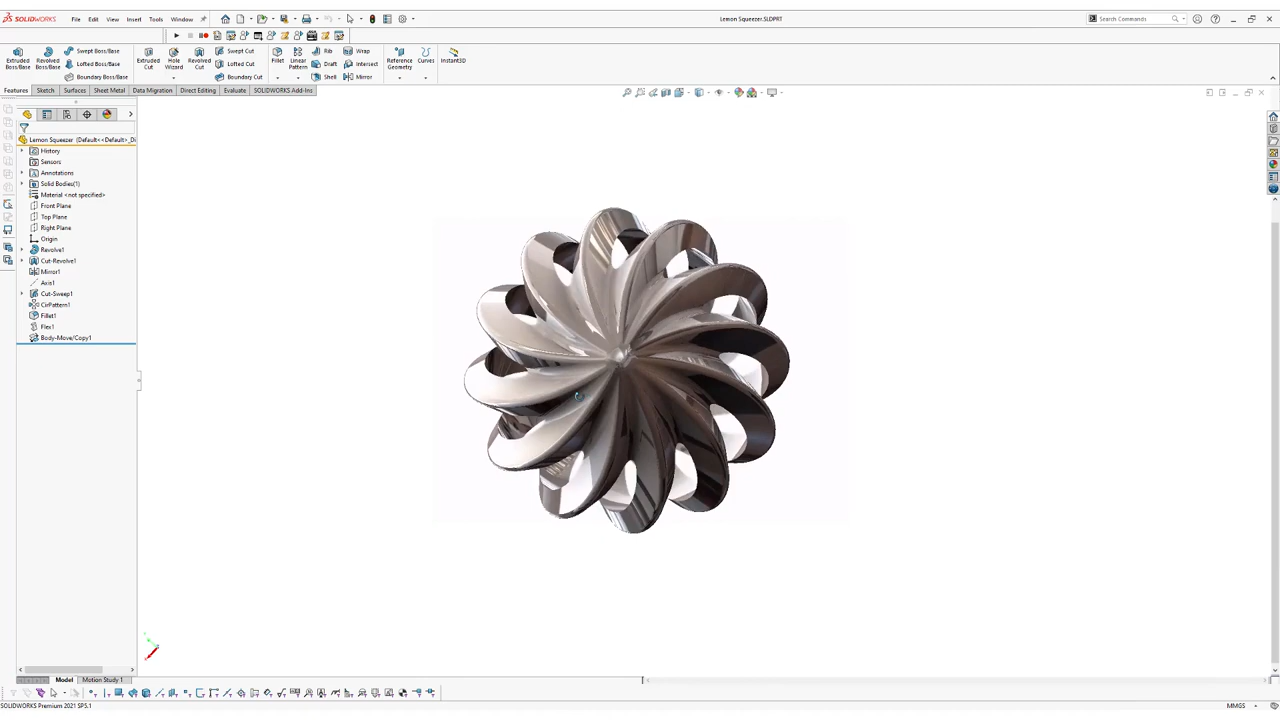 SOLIDWORKS File Edit View Insert Tools Window Lemon Squeezer.SLDPRT Search Commands
Extruded Boss/Base Revolved Boss/Base Swept Boss/Base Lofted Boss/Base Boundary Boss/Base Extruded Cut Hole Wizard Revolved Cut Swept Cut Lofted Cut Boundary Cut Fillet Linear Pattern Rib Draft Shell Wrap Intersect Mirror Reference Geometry Curves Instant3D
Features Sketch Surfaces Sheet Metal Data Migration Direct Editing Evaluate SOLIDWORKS Add-Ins
Lemon Squeezer (Default<<Default>_Di
History
Sensors
Annotations
Solid Bodies(1)
Material <not specified>
Front Plane
Top Plane
Right Plane
Origin
Revolve1
Cut-Revolve1
Mirror1
Axis1
Cut-Sweep1
CirPattern1
Fillet1
Flex1
Body-Move/Copy1
Model Motion Study 1
SOLIDWORKS Premium 2021 SP5.1 MMGS